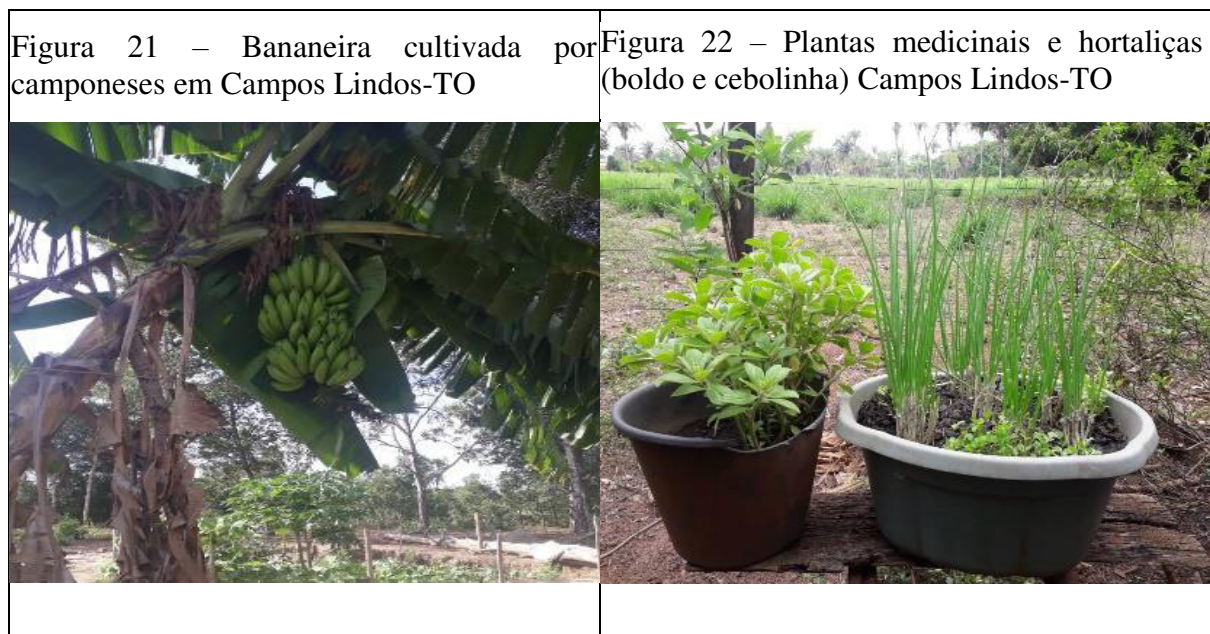 Figura 21 – Bananeira cultivada por
camponeses em Campos Lindos-TO
Figura 22 – Plantas medicinais e hortaliças
(boldo e cebolinha) Campos Lindos-TO